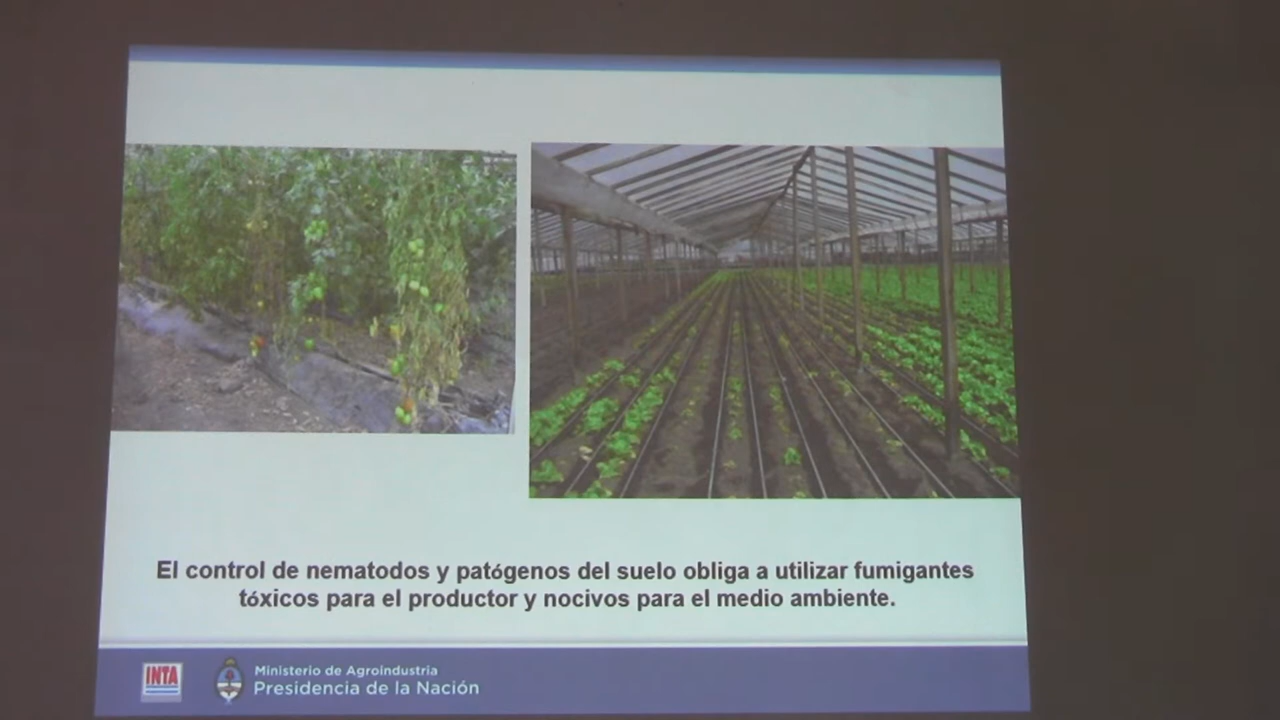 El control de nematodos y patógenos del suelo obliga a utilizar fumigantes
tóxicos para el productor y nocivos para el medio ambiente.
INTA
Ministerio de Agroindustria
Presidencia de la Nación